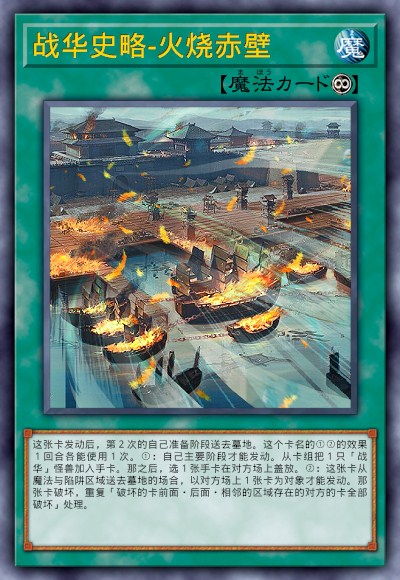 战华史略-火烧赤壁
魔
【魔法カード】
まほう
这张卡发动后,第2次的自己准备阶段送去墓地。这个卡名的①②的效果
1回合各能使用1次。①:自己主要阶段才能发动。从卡组把1只「战
华」怪兽加入手卡。那之后,选1张手卡在对方场上盖放。②:这张卡从
魔法与陷阱区域送去墓地的场合,以对方场上1张卡为对象才能发动。那
张卡破坏,重复「破坏的卡前面·后面·相邻的区域存在的对方的卡全部
破坏」处理。